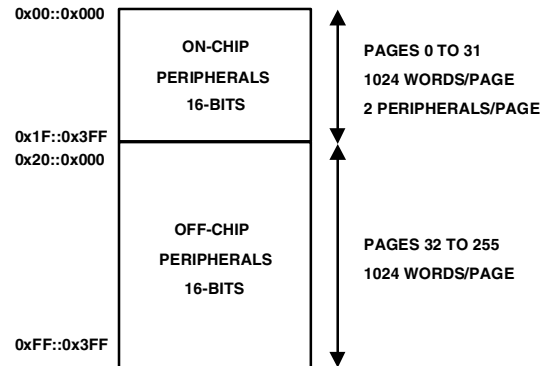 0x00::0x000
ON-CHIP
PERIPHERALS
16-BITS
PAGES 0 TO 31
1024 WORDS/PAGE
2 PERIPHERALS/PAGE
0x1F::0x3FF
0x20::0x000
OFF-CHIP
PERIPHERALS
16-BITS
PAGES 32 TO 255
1024 WORDS/PAGE
0xFF::0x3FF